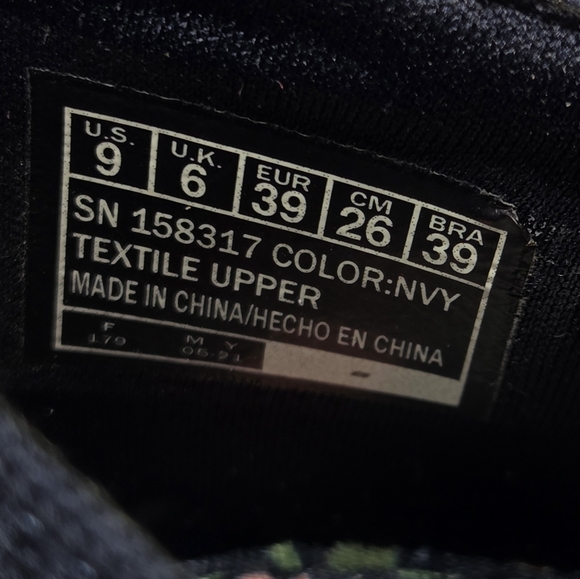 U.S. U.K. EUR CM BRA
9 6 39 26 39
SN 158317 COLOR:NVY
TEXTILE UPPER
MADE IN CHINA/HECHO EN CHINA
F M Y
179 05-21